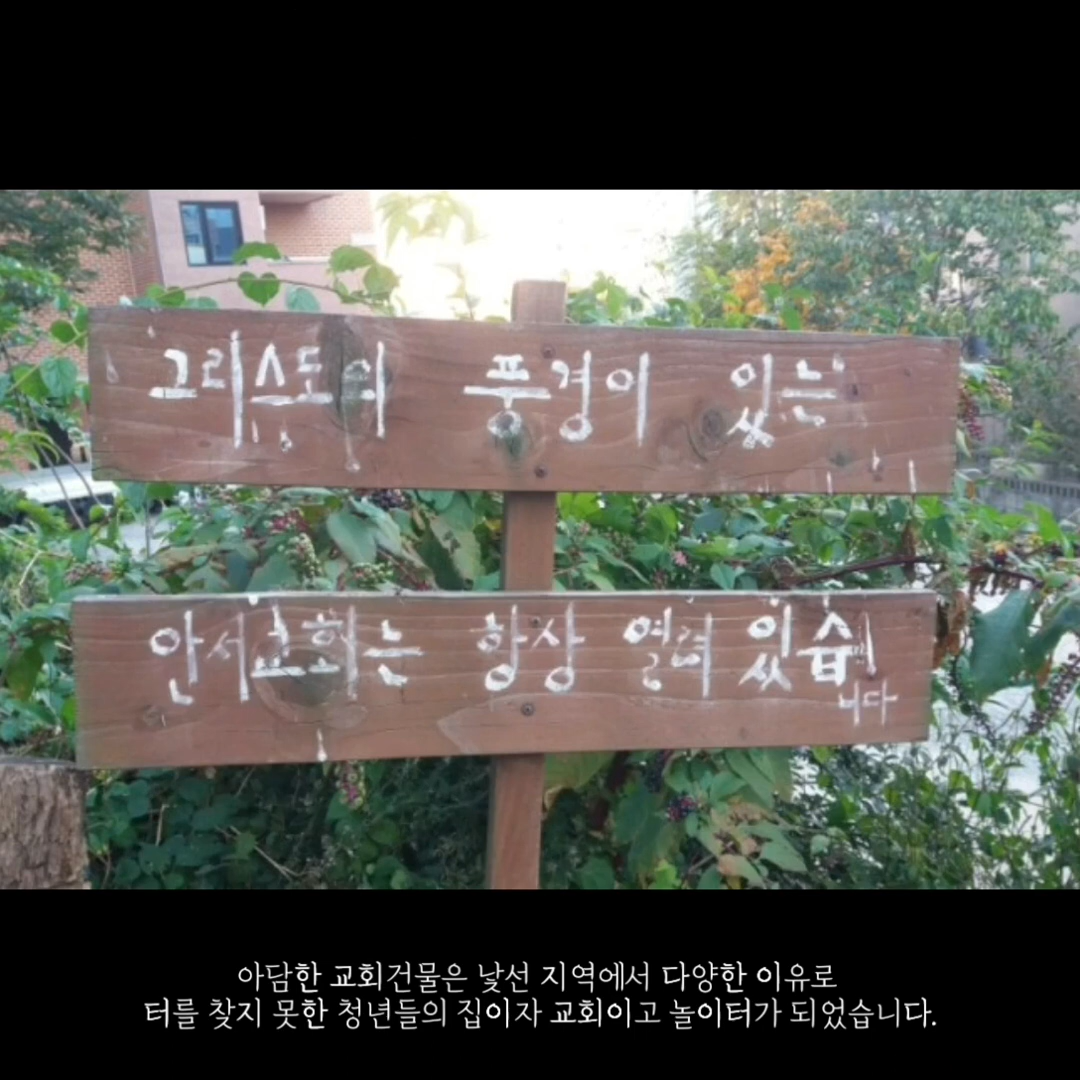 그리스도의 풍경이 있는
안서교회는 항상 열려 있습
니다
아담한 교회건물은 낯선 지역에서 다양한 이유로
터를 찾지 못한 청년들의 집이자 교회이고 놀이터가 되었습니다.